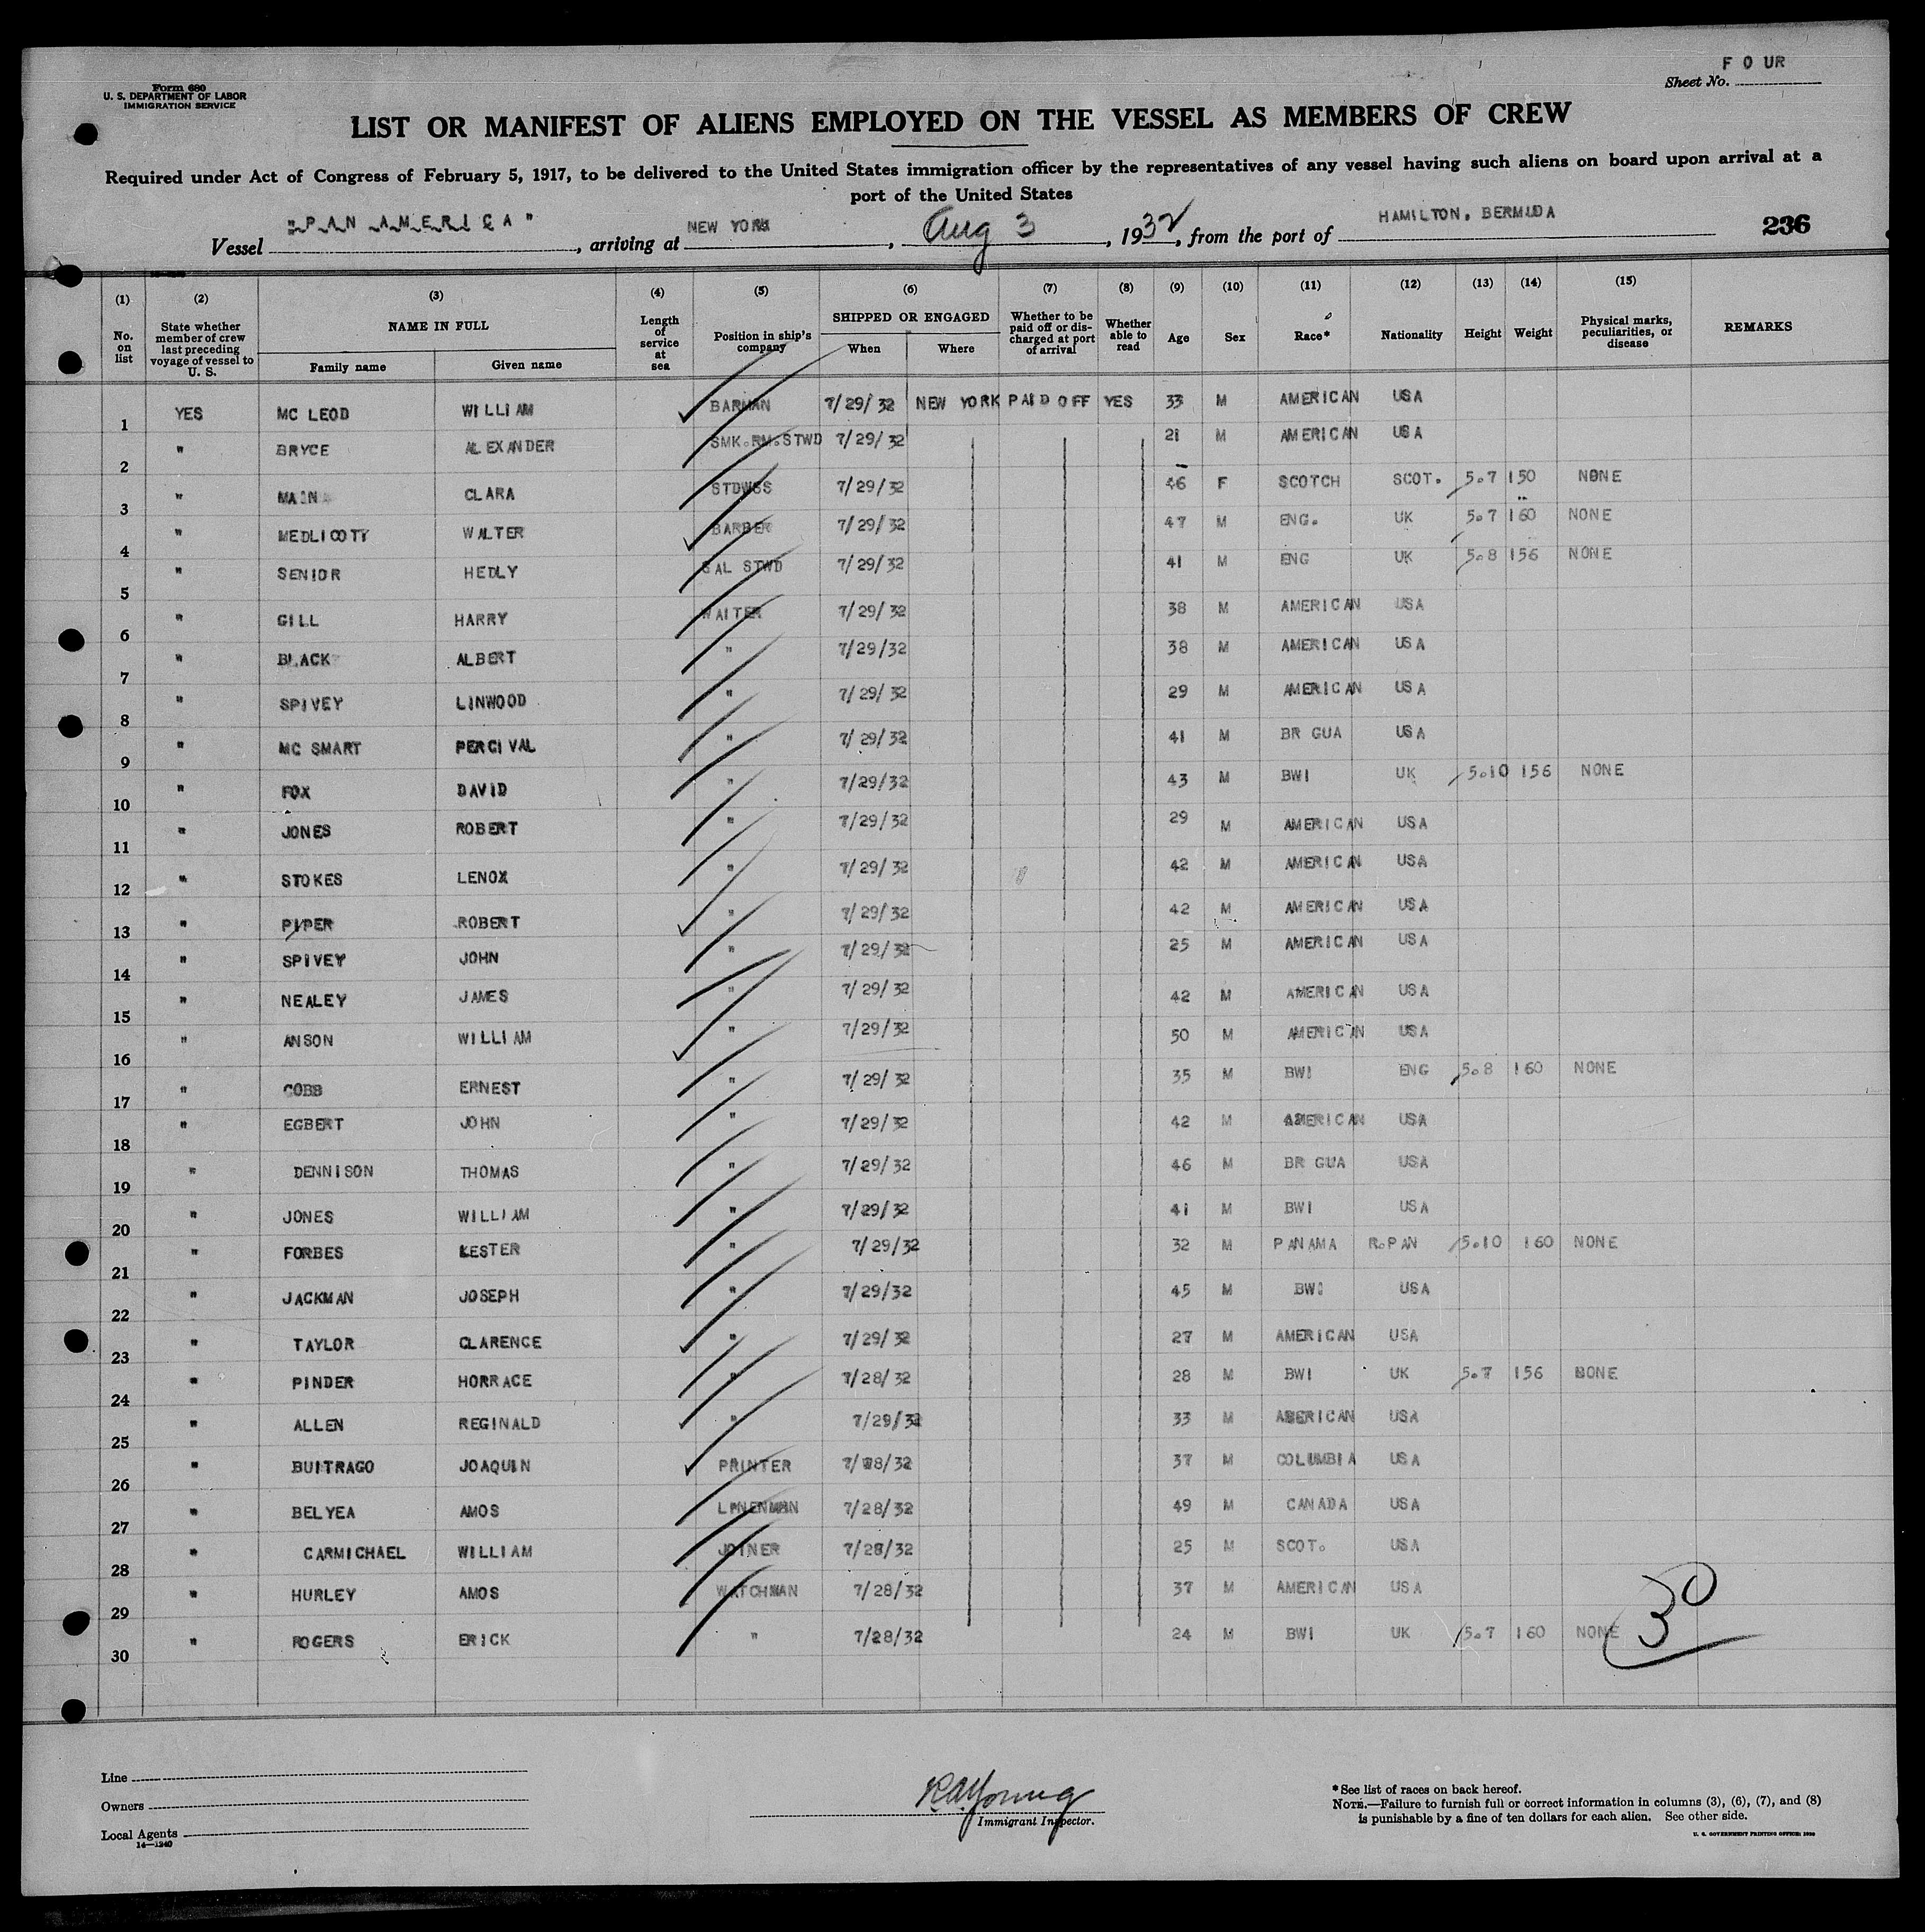 Form 680
U. S. DEPARTMENT OF LABOR
IMMIGRATION SERVICE
F O UR
Sheet No.
LIST OR MANIFEST OF ALIENS EMPLOYED ON THE VESSEL AS MEMBERS OF CREW
Required under Act of Congress of February 5, 1917, to be delivered to the United States immigration officer by the representatives of any vessel having such aliens on board upon arrival at a
port of the United States
Vessel "PAN AMERICA", arriving at NEW YORK, Aug 3, 1932, from the port of HAMILTON, BERMUDA 236
(1) (2) (3) (4) (5) (6) (7) (8) (9) (10) (11) (12) (13) (14) (15)
No. on list State whether member of crew last preceding voyage of vessel to U. S. NAME IN FULL Family name Given name Length of service at sea Position in ship's company SHIPPED OR ENGAGED When Where Whether to be paid off or discharged at port of arrival Whether able to read Age Sex Race* Nationality Height Weight Physical marks, peculiarities, or disease REMARKS
1 YES MC LEOD WILLIAM BARMAN 7/29/32 NEW YORK PAID OFF YES 33 M AMERICAN USA
2 " BRYCE ALEXANDER SMK.RM.STWD 7/29/32 21 M AMERICAN USA
3 " MAIN CLARA STDWSS 7/29/32 46 F SCOTCH SCOT. 5.7 150 NONE
4 " MEDLICOTT WALTER BARBER 7/29/32 47 M ENG. UK 5.7 160 NONE
5 " SENIOR HEDLY SAL STWD 7/29/32 41 M ENG UK 5.8 156 NONE
6 " GILL HARRY WAITER 7/29/32 38 M AMERICAN USA
7 " BLACK ALBERT " 7/29/32 38 M AMERICAN USA
8 " SPIVEY LINWOOD " 7/29/32 29 M AMERICAN USA
9 " MC SMART PERCIVAL " 7/29/32 41 M BR GUA USA
10 " FOX DAVID " 7/29/32 43 M BWI UK 5.10 156 NONE
11 " JONES ROBERT " 7/29/32 29 M AMERICAN USA
12 " STOKES LENOX " 7/29/32 42 M AMERICAN USA
13 " PIPER ROBERT " 7/29/32 42 M AMERICAN USA
14 " SPIVEY JOHN " 7/29/32 25 M AMERICAN USA
15 " NEALEY JAMES " 7/29/32 42 M AMERICAN USA
16 " ANSON WILLIAM " 7/29/32 50 M AMERICAN USA
17 " COBB ERNEST " 7/29/32 35 M BWI ENG 5.8 160 NONE
18 " EGBERT JOHN " 7/29/32 42 M AMERICAN USA
19 " DENNISON THOMAS " 7/29/32 46 M BR GUA USA
20 " JONES WILLIAM " 7/29/32 41 M BWI USA
21 " FORBES LESTER " 7/29/32 32 M PANAMA R.PAN 5.10 160 NONE
22 " JACKMAN JOSEPH " 7/29/32 45 M BWI USA
23 " TAYLOR CLARENCE " 7/29/32 27 M AMERICAN USA
24 " PINDER HORRACE " 7/28/32 28 M BWI UK 5.7 156 NONE
25 " ALLEN REGINALD " 7/29/32 33 M AMERICAN USA
26 " BUITRAGO JOAQUIN PRINTER 7/28/32 37 M COLUMBIA USA
27 " BELYEA AMOS LINENMAN 7/28/32 49 M CANADA USA
28 " CARMICHAEL WILLIAM JOINER 7/28/32 25 M SCOT. USA
29 " HURLEY AMOS WATCHMAN 7/28/32 37 M AMERICAN USA
30 " ROGERS ERICK " 7/28/32 24 M BWI UK 5.7 160 NONE
30
Line
Owners
Local Agents
14—1240
R A Young
Immigrant Inspector.
*See list of races on back hereof.
NOTE.—Failure to furnish full or correct information in columns (3), (6), (7), and (8)
is punishable by a fine of ten dollars for each alien. See other side.